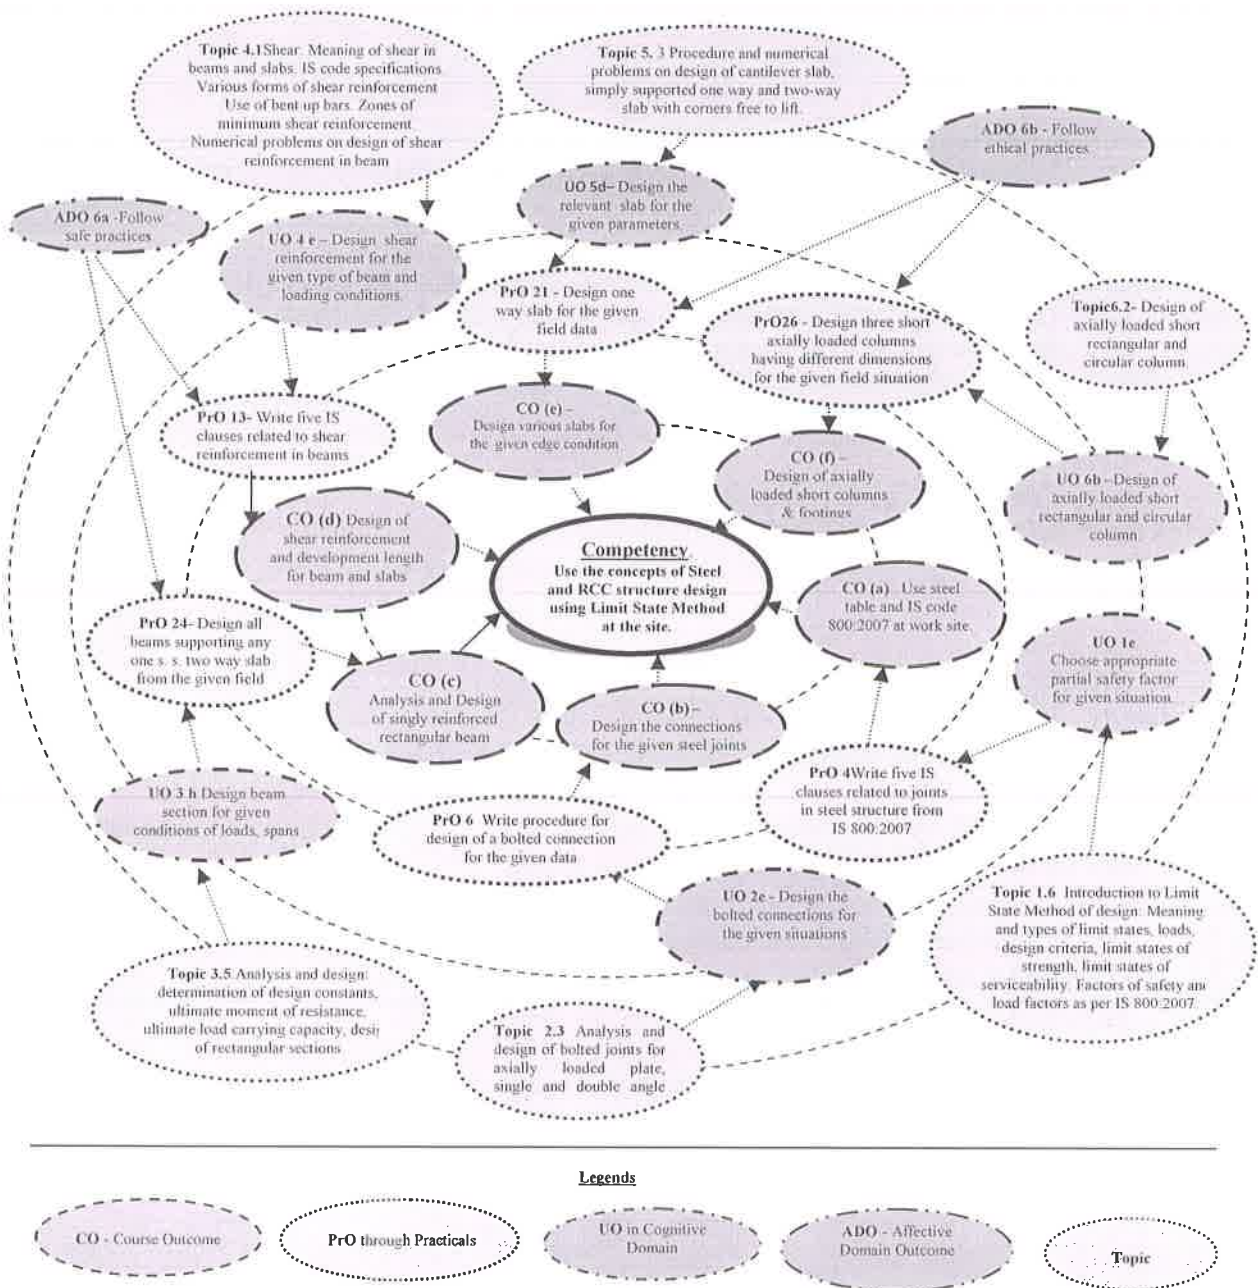 Topic 4.1Shear. Meaning of shear in
beams and slabs. IS code specifications
Various forms of shear reinforcement
Use of bent up bars. Zones of
minimum shear reinforcement
Numerical problems on design of shear
reinforcement in beam
Topic 5. 3 Procedure and numerical
problems on design of cantilever slab,
simply supported one way and two-way
slab with corners free to lift.
ADO 6b - Follow
ethical practices
ADO 6a -Follow
safe practices
UO 4 e – Design shear
reinforcement for the
given type of beam and
loading conditions.
UO 5d– Design the
relevant slab for the
given parameters.
PrO 21 - Design one
way slab for the given
field data
PrO26 - Design three short
axially loaded columns
having different dimensions
for the given field situation
Topic6.2- Design of
axially loaded short
rectangular and
circular column.
PrO 13- Write five IS
clauses related to shear
reinforcement in beams
CO (e) –
Design various slabs for
the given edge condition
CO (f) –
Design of axially
loaded short columns
& footings
UO 6b – Design of
axially loaded short
rectangular and circular
column
CO (d) Design of
shear reinforcement
and development length
for beam and slabs
Competency
Use the concepts of Steel
and RCC structure design
using Limit State Method
at the site.
CO (a) – Use steel
table and IS code
800:2007 at work site.
PrO 24– Design all
beams supporting any
one s. s. two way slab
from the given field
UO 1e
Choose appropriate
partial safety factor
for given situation
CO (c)
Analysis and Design
of singly reinforced
rectangular beam
CO (b) –
Design the connections
for the given steel joints
UO 3 h Design beam
section for given
conditions of loads, spans
PrO 6 Write procedure for
design of a bolted connection
for the given data
PrO 4Write five IS
clauses related to joints
in steel structure from
IS 800:2007
UO 2e - Design the
bolted connections for
the given situations
Topic 1.6 Introduction to Limit
State Method of design: Meaning
and types of limit states, loads,
design criteria, limit states of
strength, limit states of
serviceability. Factors of safety and
load factors as per IS 800:2007
Topic 3.5 Analysis and design:
determination of design constants,
ultimate moment of resistance,
ultimate load carrying capacity, desi
of rectangular sections
Topic 2.3 Analysis and
design of bolted joints for
axially loaded plate,
single and double angle
Legends
CO - Course Outcome
PrO through Practicals
UO in Cognitive
Domain
ADO - Affective
Domain Outcome
Topic